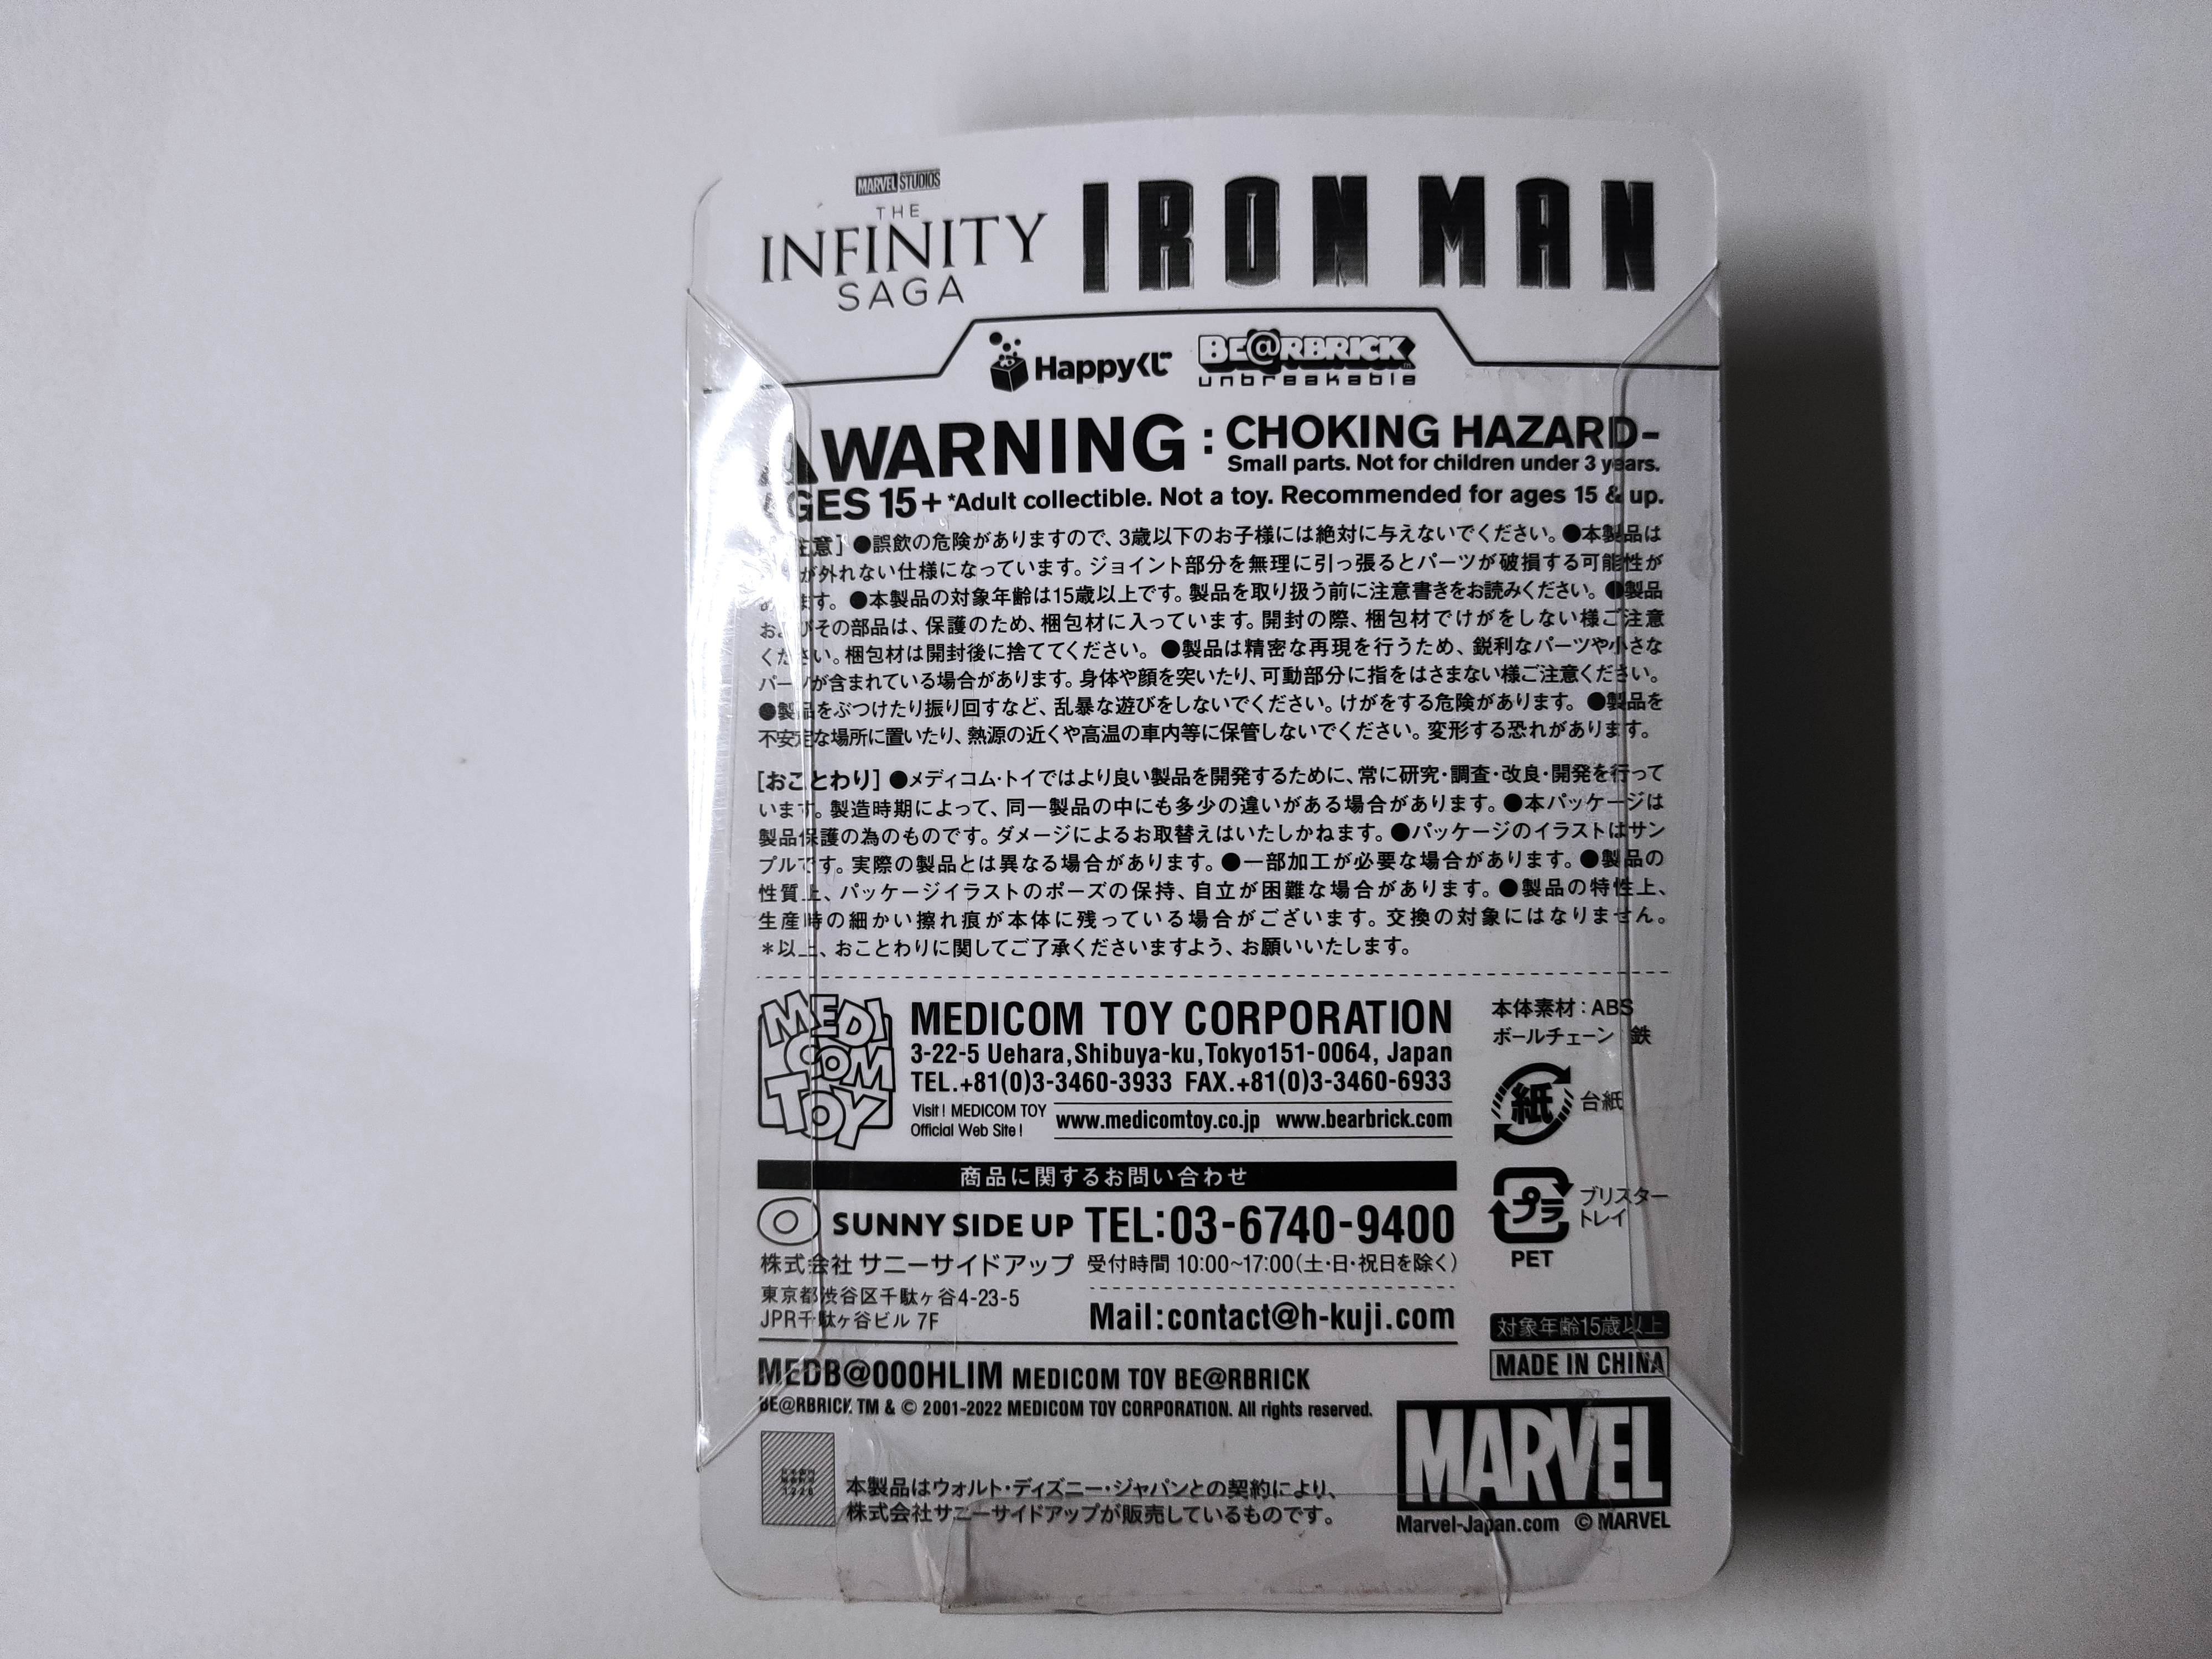 MARVEL STUDIOS
THE
INFINITY
SAGA
IRON MAN
Happyくじ
BE@RBRICK
TM
unbreakable
WARNING : CHOKING HAZARD-
Small parts. Not for children under 3 years.
AGES 15+ *Adult collectible. Not a toy. Recommended for ages 15 & up.
注意] ●誤飲の危険がありますので、3歳以下のお子様には絶対に与えないでください。●本製品は
が外れない仕様になっています。ジョイント部分を無理に引っ張るとパーツが破損する可能性が
あります。●本製品の対象年齢は15歳以上です。製品を取り扱う前に注意書きをお読みください。●製品
およびその部品は、保護のため、梱包材に入っています。開封の際、梱包材でけがをしない様ご注意
ください。梱包材は開封後に捨ててください。●製品は精密な再現を行うため、鋭利なパーツや小さな
パーツが含まれている場合があります。身体や顔を突いたり、可動部分に指をはさまない様ご注意ください。
●製品をぶつけたり振り回すなど、乱暴な遊びをしないでください。けがをする危険があります。●製品を
不安定な場所に置いたり、熱源の近くや高温の車内等に保管しないでください。変形する恐れがあります。
[おことわり] ●メディコム・トイではより良い製品を開発するために、常に研究・調査・改良・開発を行って
います。製造時期によって、同一製品の中にも多少の違いがある場合があります。●本パッケージは
製品保護の為のものです。ダメージによるお取替えはいたしかねます。●パッケージのイラストはサン
プルです。実際の製品とは異なる場合があります。●一部加工が必要な場合があります。●製品の
性質上、パッケージイラストのポーズの保持、自立が困難な場合があります。●製品の特性上、
生産時の細かい擦れ痕が本体に残っている場合がございます。交換の対象にはなりません。
＊以上、おことわりに関してご了承くださいますよう、お願いいたします。
MEDI
COM
TOY
MEDICOM TOY CORPORATION
3-22-5 Uehara,Shibuya-ku,Tokyo151-0064, Japan
TEL.+81(0)3-3460-3933 FAX.+81(0)3-3460-6933
Visit! MEDICOM TOY
Official Web Site!
www.medicomtoy.co.jp www.bearbrick.com
本体素材：ABS
ボールチェーン 鉄
紙 台紙
プラ ブリスター
トレイ
PET
商品に関するお問い合わせ
SUNNY SIDE UP TEL:03-6740-9400
株式会社 サニーサイドアップ 受付時間 10:00~17:00(土・日・祝日を除く)
東京都渋谷区千駄ヶ谷4-23-5
JPR千駄ヶ谷ビル 7F
Mail:contact@h-kuji.com
対象年齢15歳以上
MADE IN CHINA
MEDB@000HLIM MEDICOM TOY BE@RBRICK
BE@RBRICK TM & © 2001-2022 MEDICOM TOY CORPORATION. All rights reserved.
本製品はウォルト・ディズニー・ジャパンとの契約により、
株式会社サニーサイドアップが販売しているものです。
MARVEL
Marvel-Japan.com © MARVEL